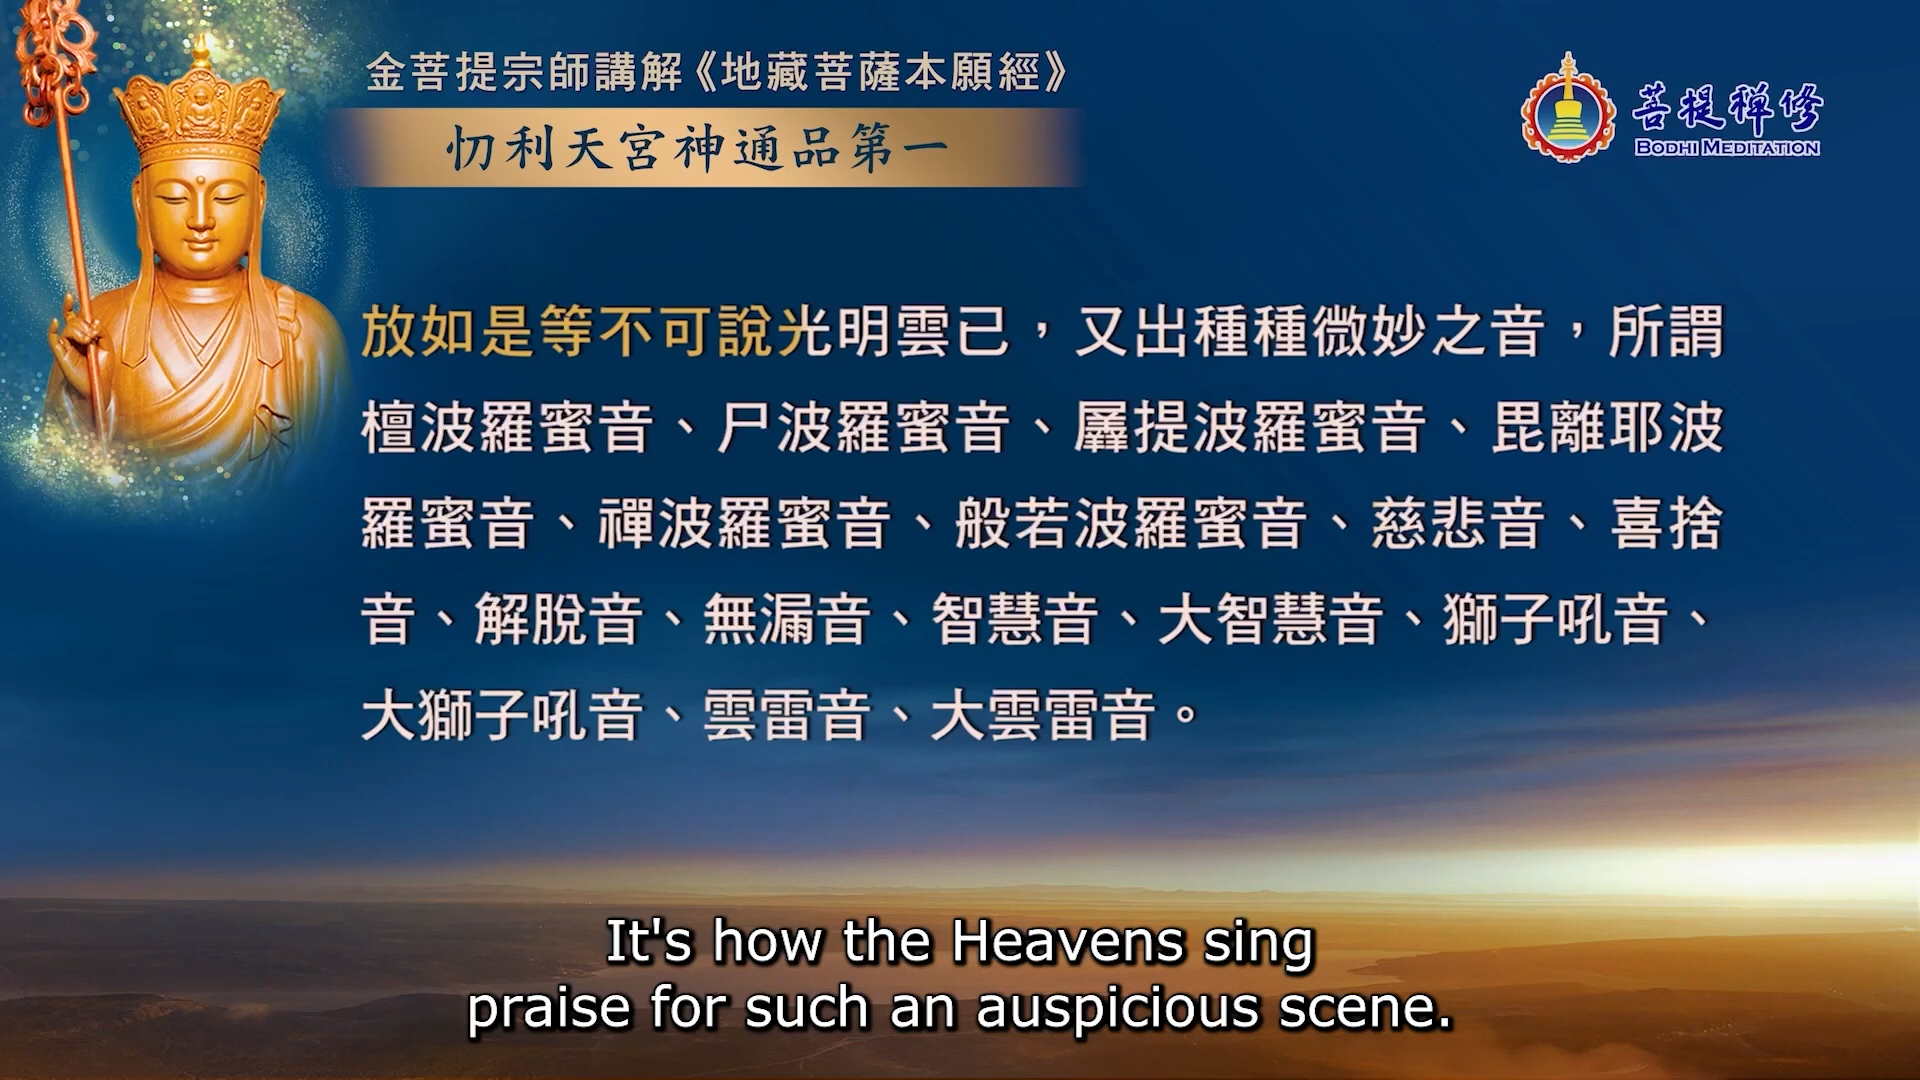 金菩提宗師講解《地藏菩薩本願經》
忉利天宮神通品第一
菩提禪修
BODHI MEDITATION
放如是等不可說光明雲已，又出種種微妙之音，所謂
檀波羅蜜音、尸波羅蜜音、羼提波羅蜜音、毘離耶波
羅蜜音、禪波羅蜜音、般若波羅蜜音、慈悲音、喜捨
音、解脫音、無漏音、智慧音、大智慧音、獅子吼音、
大獅子吼音、雲雷音、大雲雷音。
It's how the Heavens sing
praise for such an auspicious scene.